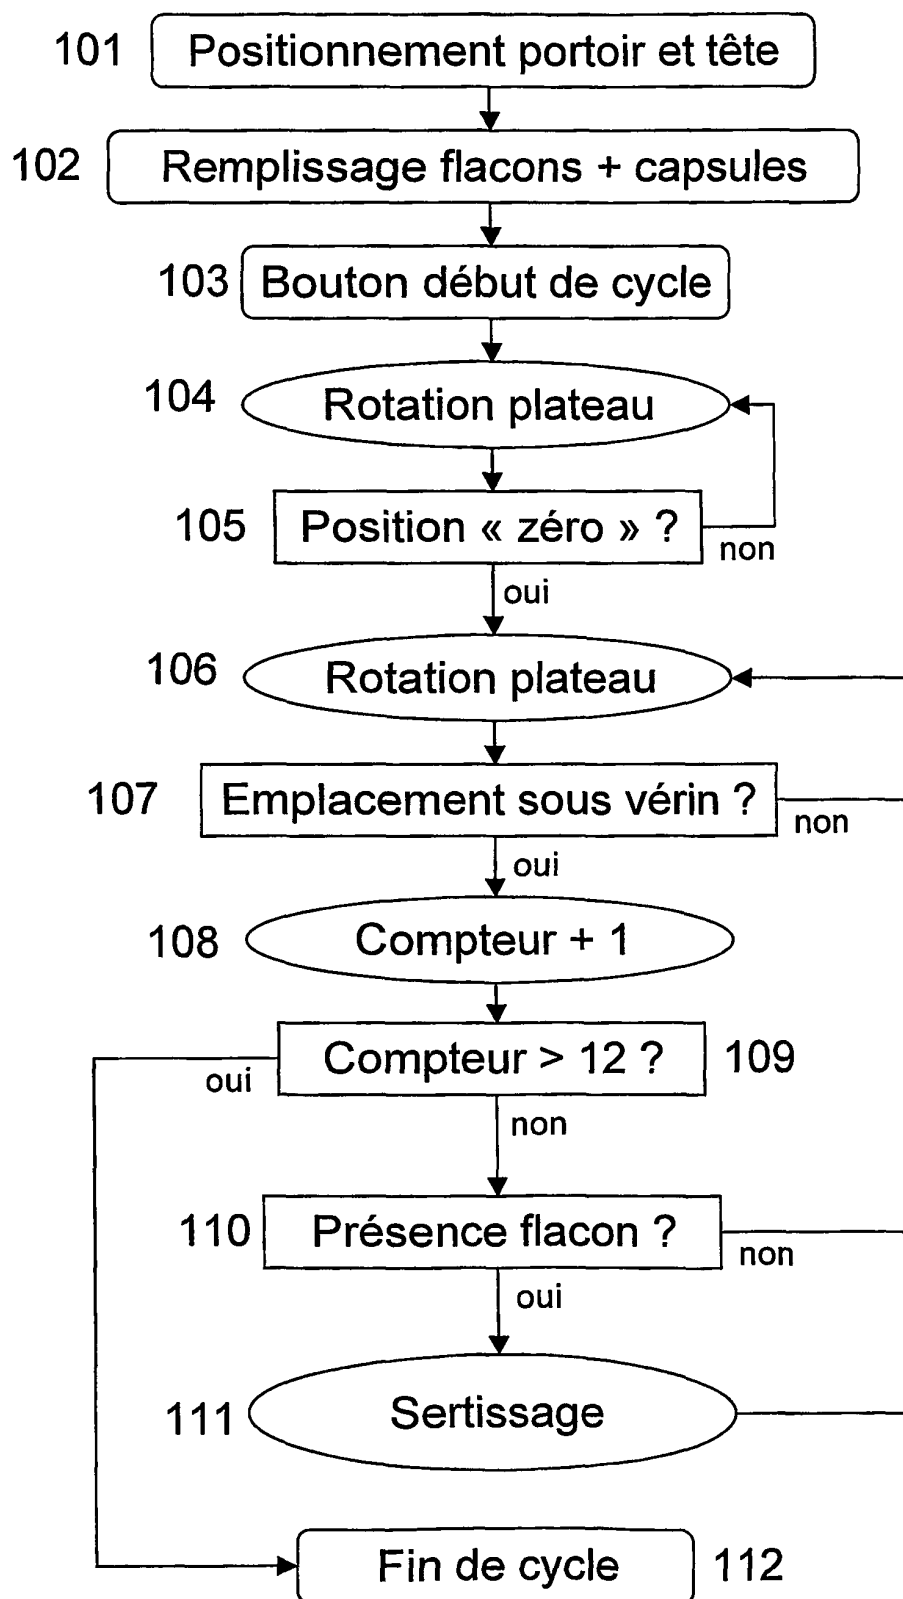 101 Positionnement portoir et tête
102 Remplissage flacons + capsules
103 Bouton début de cycle
104 Rotation plateau
105 Position « zéro » ?
non
oui
106 Rotation plateau
107 Emplacement sous vérin ?
non
oui
108 Compteur + 1
Compteur > 12 ? 109
oui
non
110 Présence flacon ?
non
oui
111 Sertissage
Fin de cycle 112